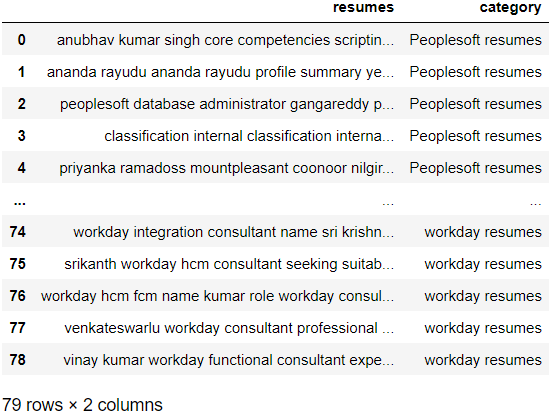 resumes category
0 anubhav kumar singh core competencies scriptin... Peoplesoft resumes
1 ananda rayudu ananda rayudu profile summary ye... Peoplesoft resumes
2 peoplesoft database administrator gangareddy p... Peoplesoft resumes
3 classification internal classification interna... Peoplesoft resumes
4 priyanka ramadoss mountpleasant coonoor nilgir... Peoplesoft resumes
... ... ...
74 workday integration consultant name sri krishn... workday resumes
75 srikanth workday hcm consultant seeking suitab... workday resumes
76 workday hcm fcm name kumar role workday consul... workday resumes
77 venkateswarlu workday consultant professional ... workday resumes
78 vinay kumar workday functional consultant expe... workday resumes
79 rows × 2 columns